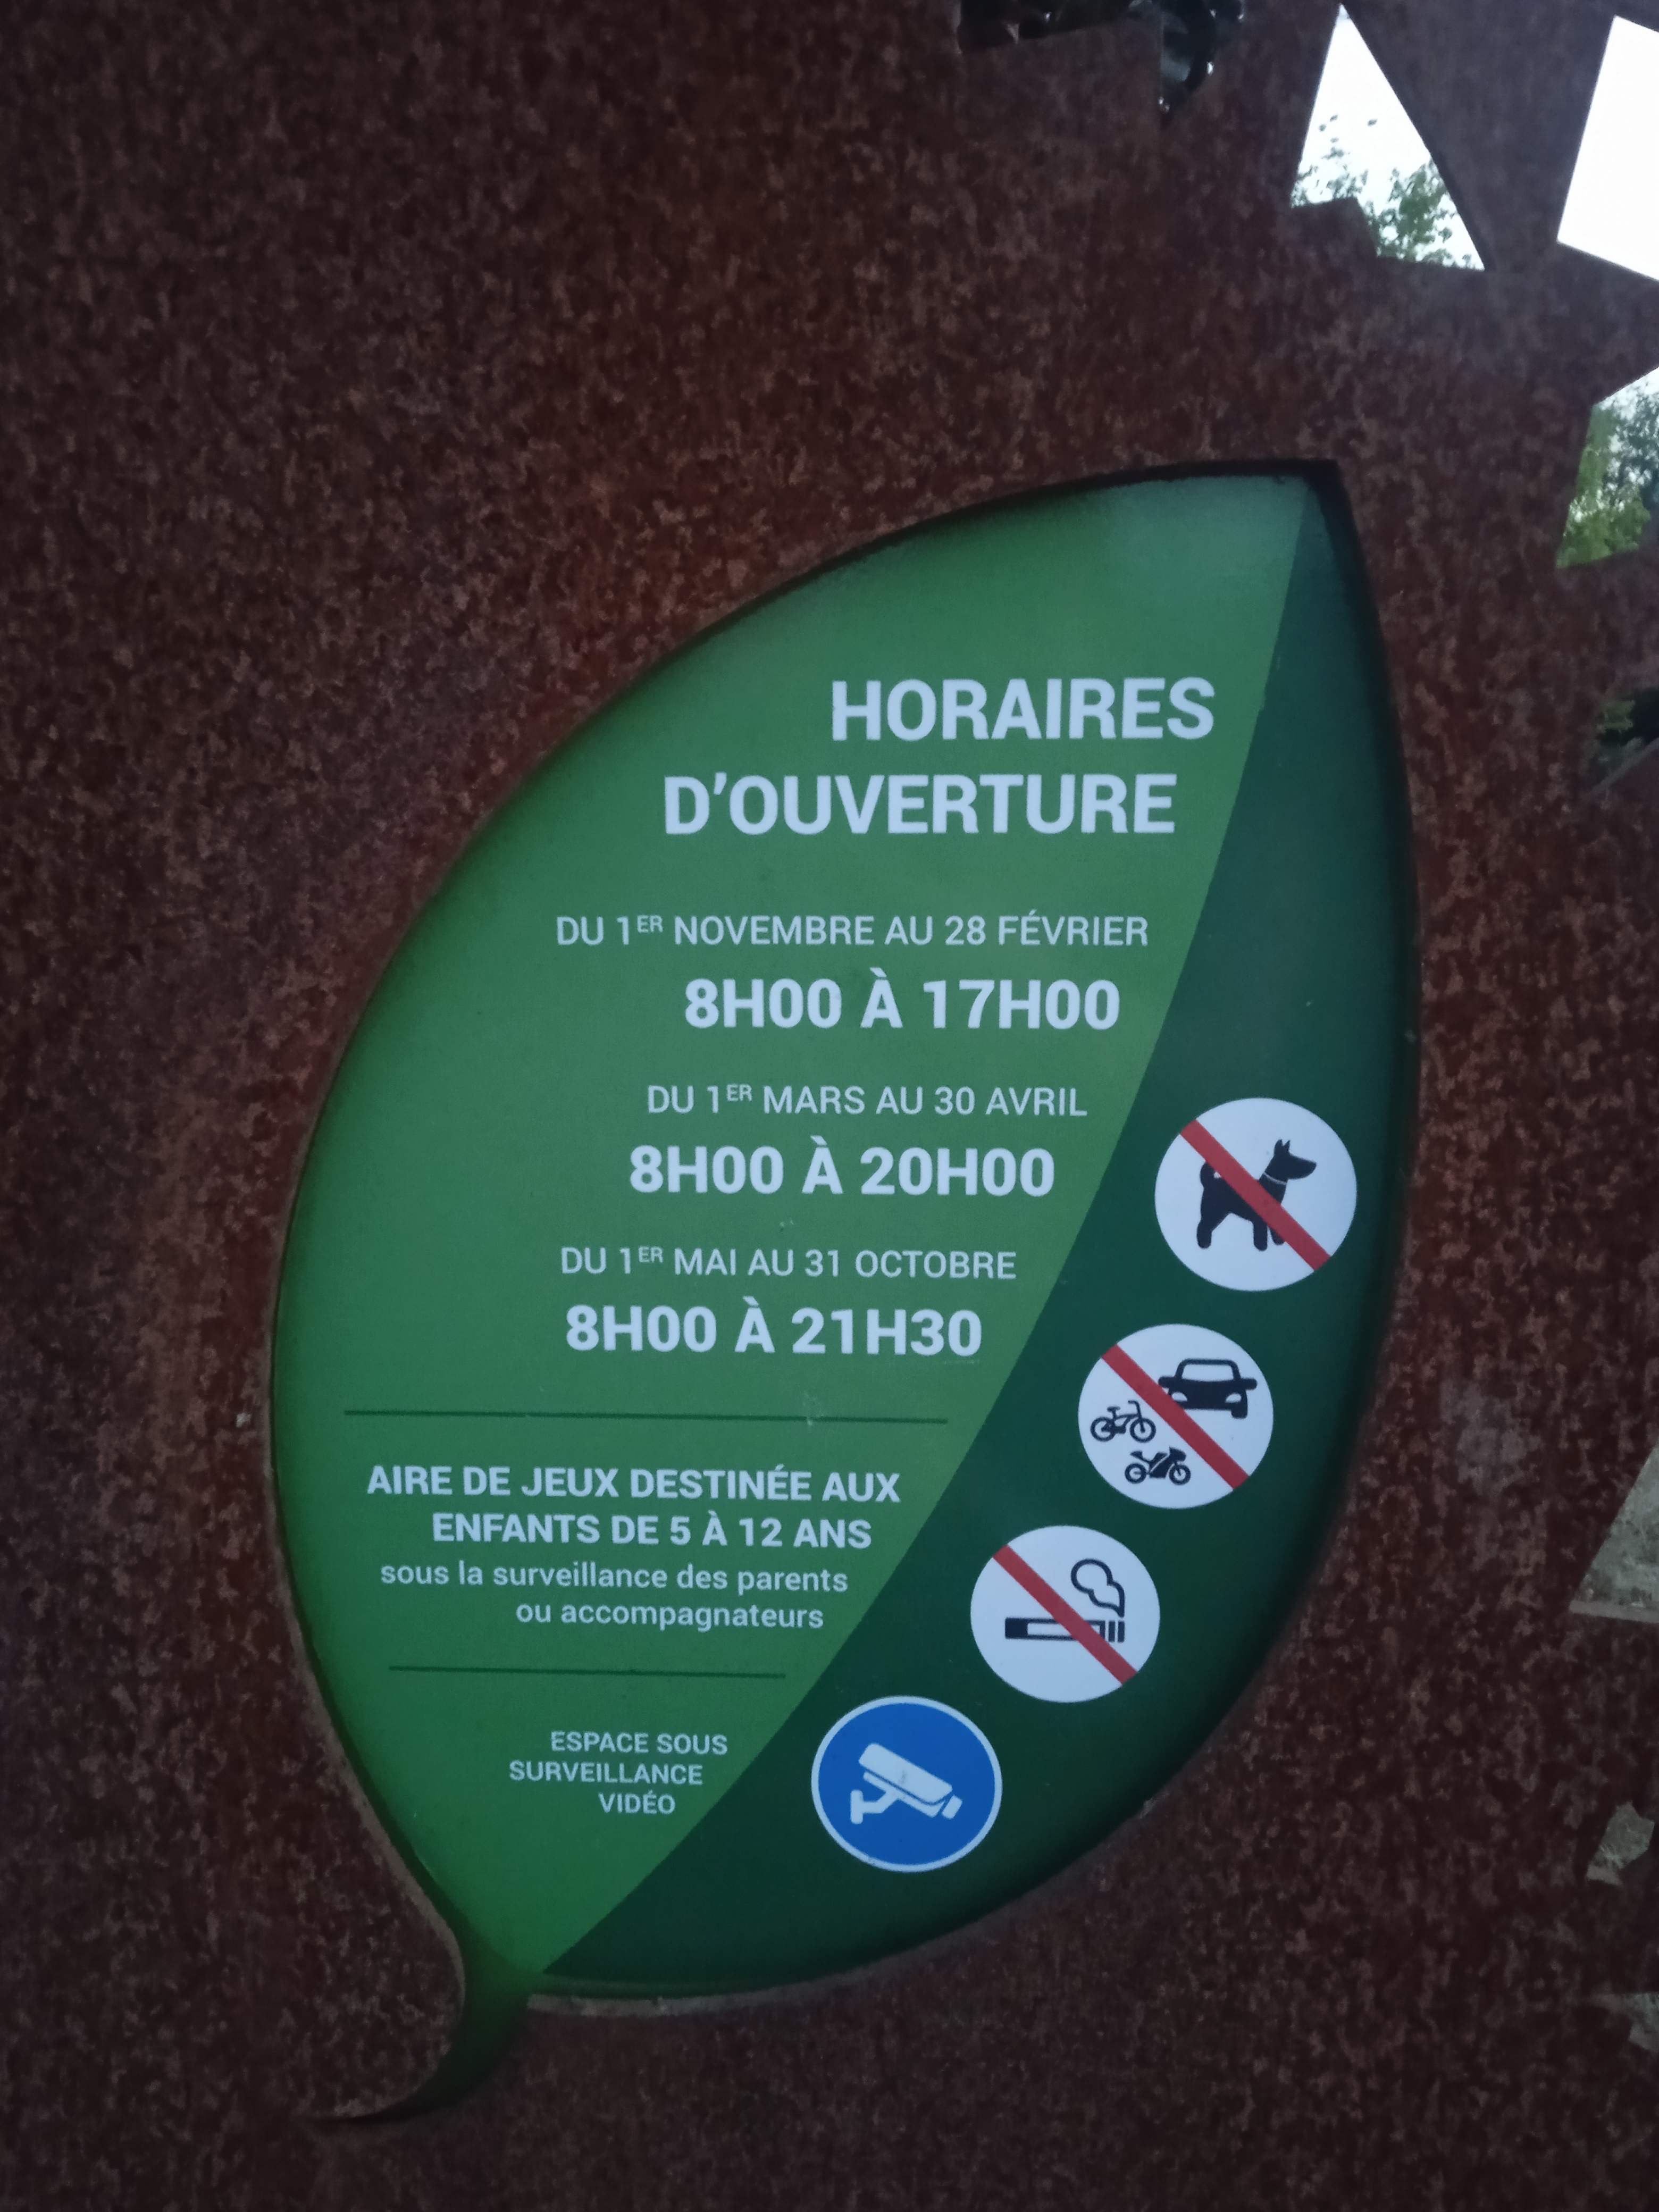 HORAIRES
D'OUVERTURE
DU 1ER NOVEMBRE AU 28 FÉVRIER
8H00 À 17H00
DU 1ER MARS AU 30 AVRIL
8H00 À 20H00
DU 1ER MAI AU 31 OCTOBRE
8H00 À 21H30
AIRE DE JEUX DESTINÉE AUX
ENFANTS DE 5 À 12 ANS
sous la surveillance des parents
ou accompagnateurs
ESPACE SOUS
SURVEILLANCE
VIDÉO